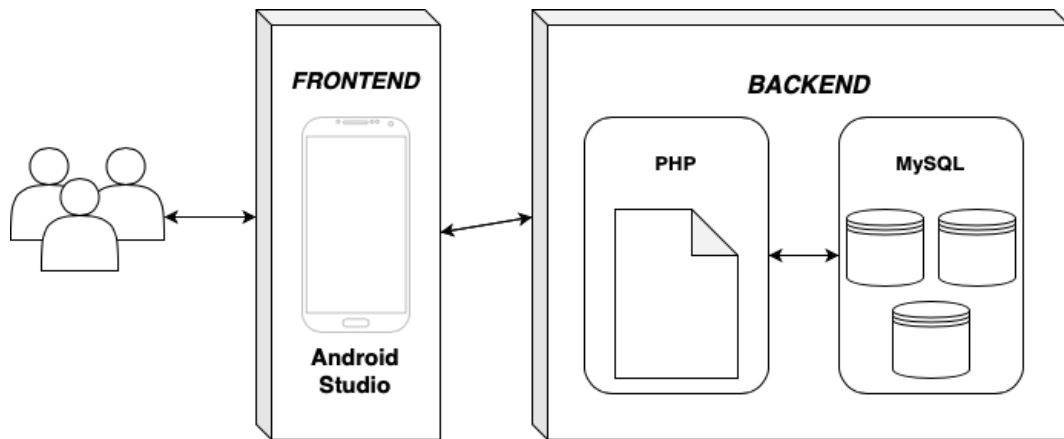 FRONTEND
Android
Studio
BACKEND
PHP
MySQL